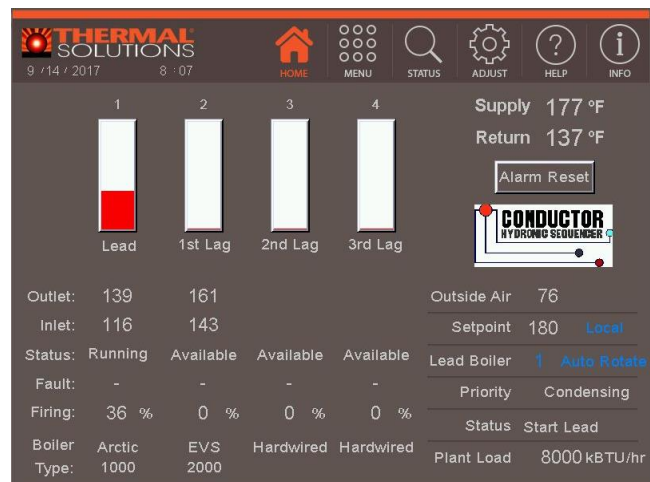 THERMAL
SOLUTIONS
9 /14 / 2017 8 :07
HOME MENU STATUS ADJUST HELP INFO
1 2 3 4
Lead 1st Lag 2nd Lag 3rd Lag
Supply 177 °F
Return 137 °F
Alarm Reset
CONDUCTOR
HYDRONIC SEQUENCER
Outlet: 139 161
Inlet: 116 143
Status: Running Available Available Available
Fault: - - - -
Firing: 36 % 0 % 0 % 0 %
Boiler Type: Arctic 1000 EVS 2000 Hardwired Hardwired
Outside Air 76
Setpoint 180 Local
Lead Boiler 1 Auto Rotate
Priority Condensing
Status Start Lead
Plant Load 8000 kBTU/hr